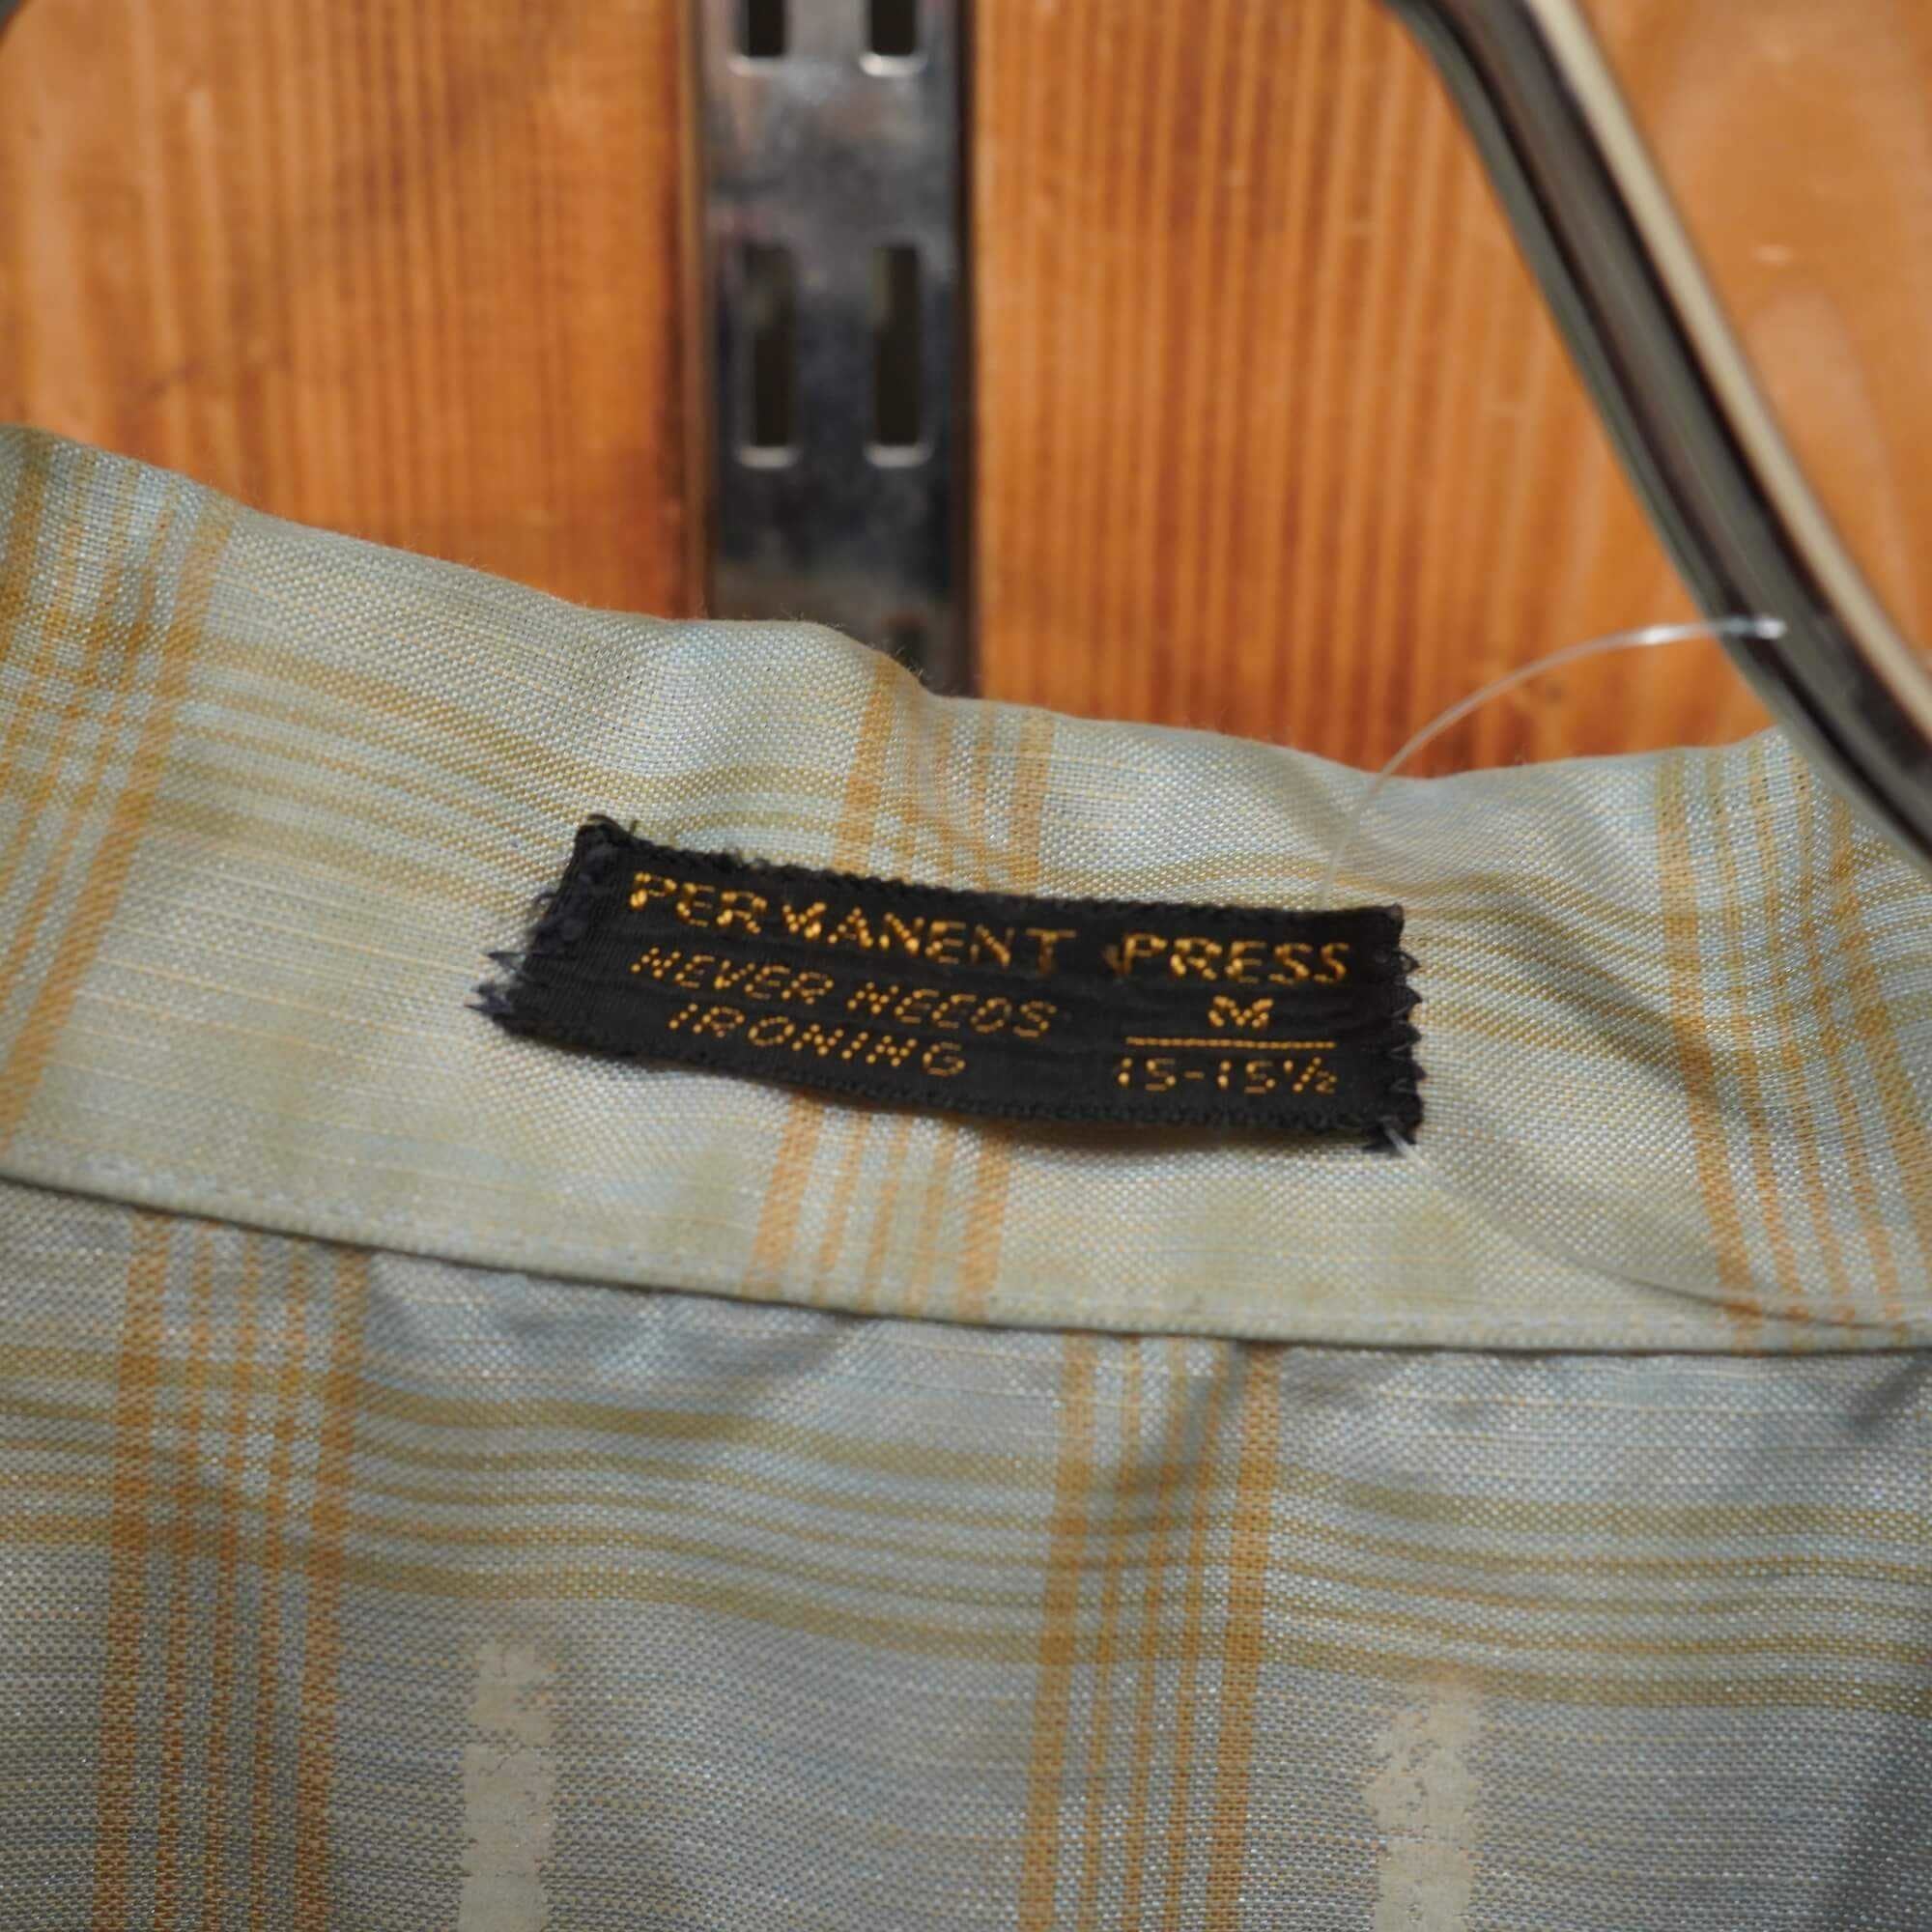 PERMANENT PRESS
NEVER NEEDS
IRONING
M
15-15½